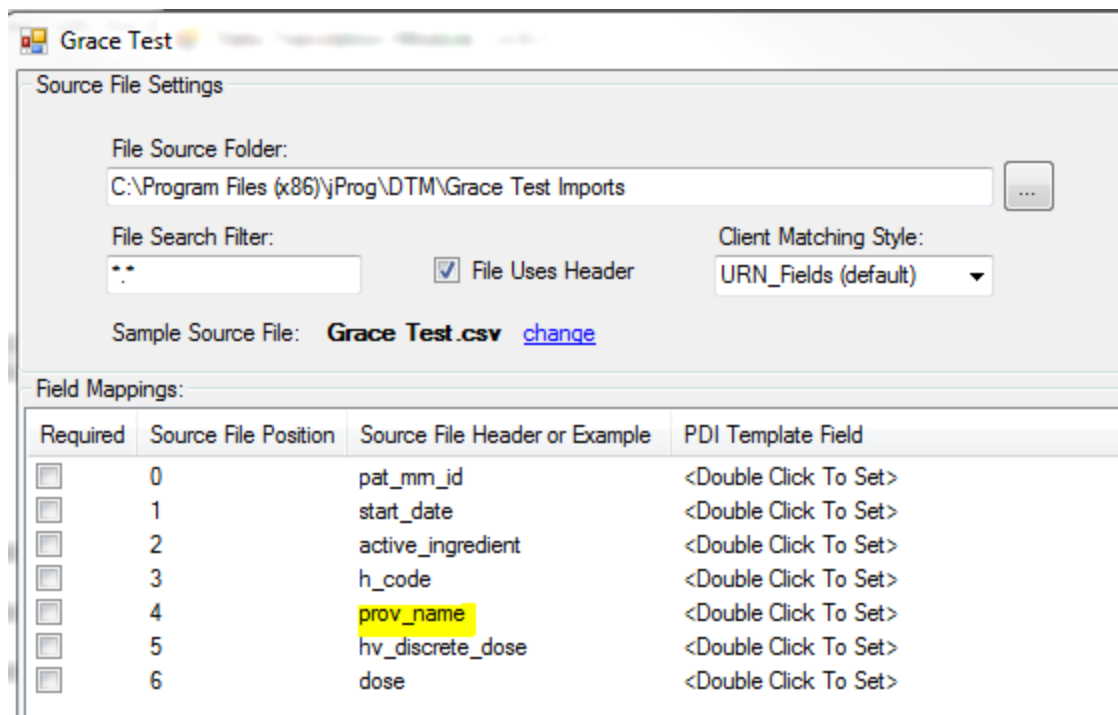 Grace Test
Source File Settings
File Source Folder:
C:\Program Files (x86)\jProg\DTM\Grace Test Imports
...
File Search Filter: Client Matching Style:
*.* File Uses Header URN_Fields (default)
Sample Source File: Grace Test.csv change
Field Mappings:
Required Source File Position Source File Header or Example PDI Template Field
0 pat_mrn_id <Double Click To Set>
1 start_date <Double Click To Set>
2 active_ingredient <Double Click To Set>
3 h_code <Double Click To Set>
4 prov_name <Double Click To Set>
5 hv_discrete_dose <Double Click To Set>
6 dose <Double Click To Set>